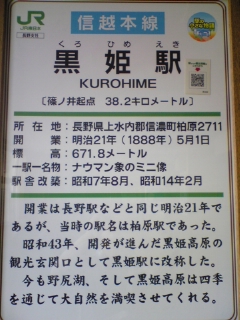 JR
JR東日本
長野支社
信越本線
くろひめえき
黒姫駅
KUROHIME
〔篠ノ井起点 38.2キロメートル〕
所在地:長野県上水内郡信濃町柏原2711
開業:明治21年(1888年)5月1日
標高:671.8メートル
一駅一名物:ナウマン象のミニ像
駅舎改築:昭和7年8月、昭和14年2月
開業は長野駅などと同じ明治21年で
あるが、当時の駅名は柏原駅であった。
昭和43年、開発が進んだ黒姫高原の
観光玄関口として黒姫駅に改称した。
今も野尻湖、そして黒姫高原は四季
を通じて大自然を満喫させてくれる。